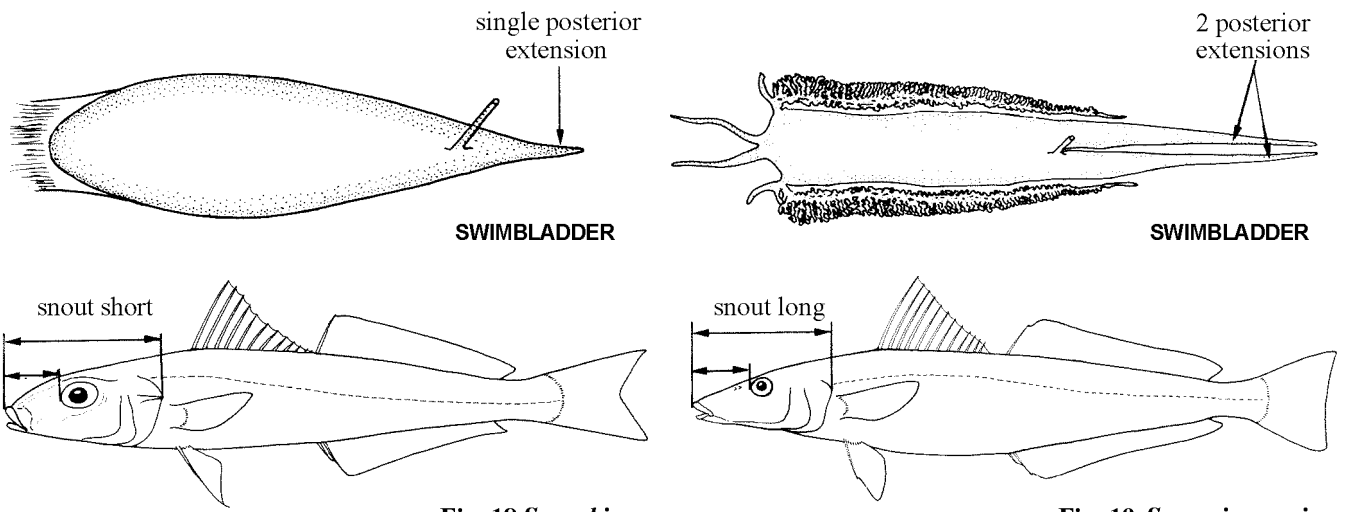 single posterior
extension
2 posterior
extensions
SWIMBLADDER
SWIMBLADDER
snout short
snout long